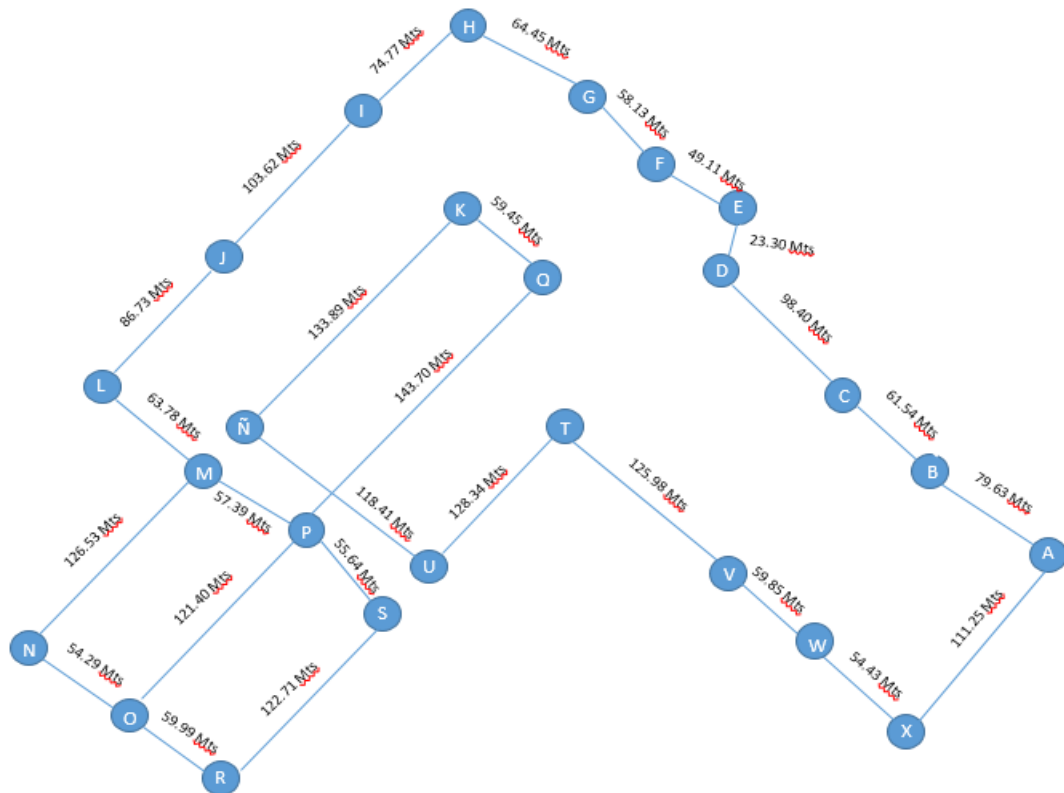 H
64.45 Mts
74.77 Mts
G
I
58.13 Mts
F
49.11 Mts
103.62 Mts
E
K
59.45 Mts
23.30 Mts
J
D
Q
86.73 Mts
133.89 Mts
98.40 Mts
143.70 Mts
L
C
63.78 Mts
61.54 Mts
Ñ
T
M
B
125.98 Mts
79.63 Mts
118.41 Mts
128.34 Mts
57.39 Mts
126.53 Mts
P
A
U
V
55.64 Mts
59.85 Mts
121.40 Mts
S
111.25 Mts
N
W
54.29 Mts
54.43 Mts
122.71 Mts
O
59.99 Mts
X
R